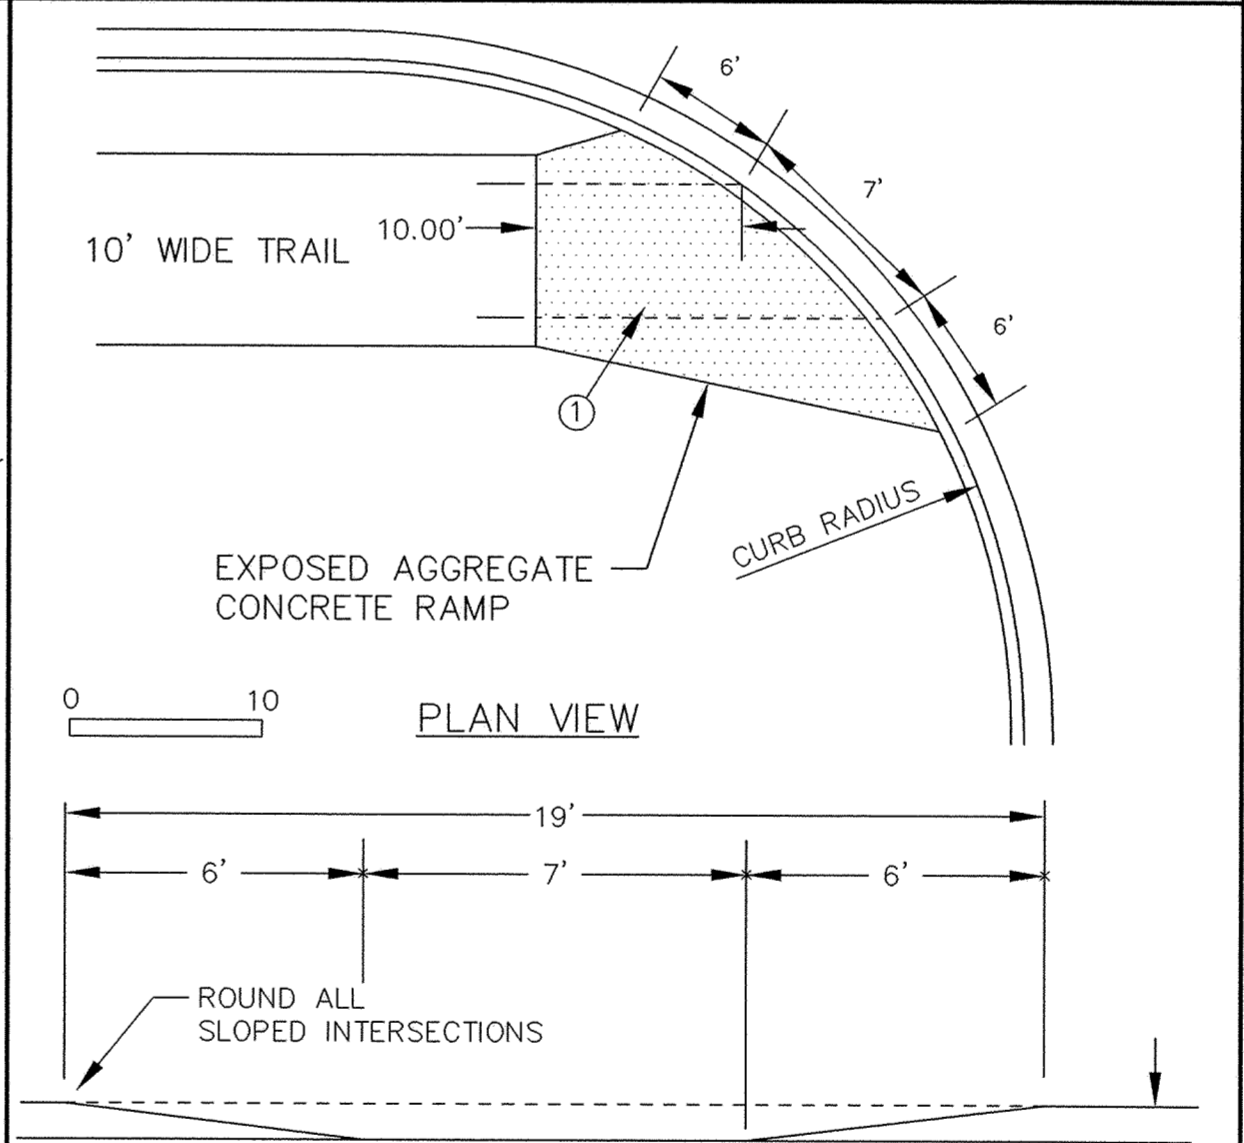 6'
7'
10.00'
10' WIDE TRAIL
6'
1
CURB RADIUS
EXPOSED AGGREGATE
CONCRETE RAMP
0 10
PLAN VIEW
19'
6' 7' 6'
ROUND ALL
SLOPED INTERSECTIONS